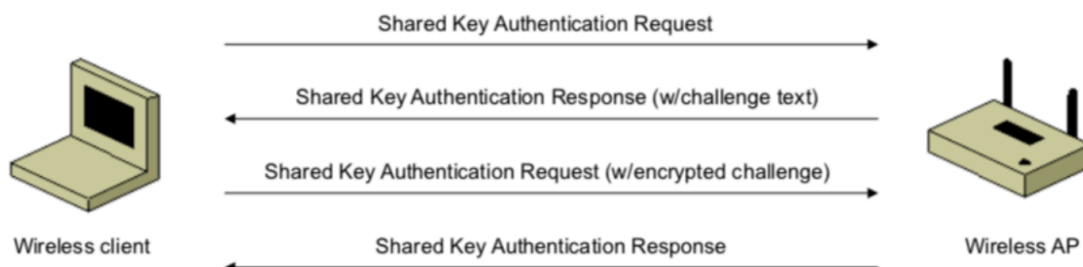 Shared Key Authentication Request
Shared Key Authentication Response (w/challenge text)
Shared Key Authentication Request (w/encrypted challenge)
Wireless client
Shared Key Authentication Response
Wireless AP